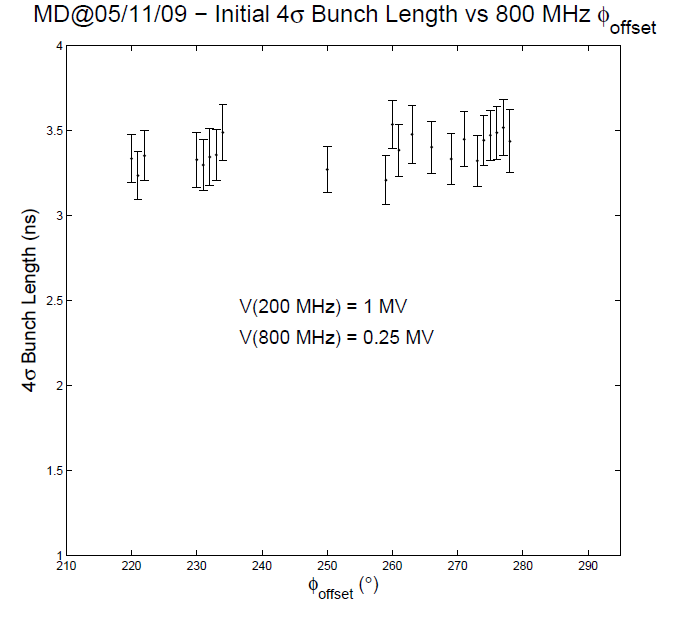 MD@05/11/09 − Initial 4σ Bunch Length vs 800 MHz ϕoffset
4
3.5
3
2.5
2
1.5
1
4σ Bunch Length (ns)
V(200 MHz) = 1 MV
V(800 MHz) = 0.25 MV
210 220 230 240 250 260 270 280 290
ϕoffset (°)